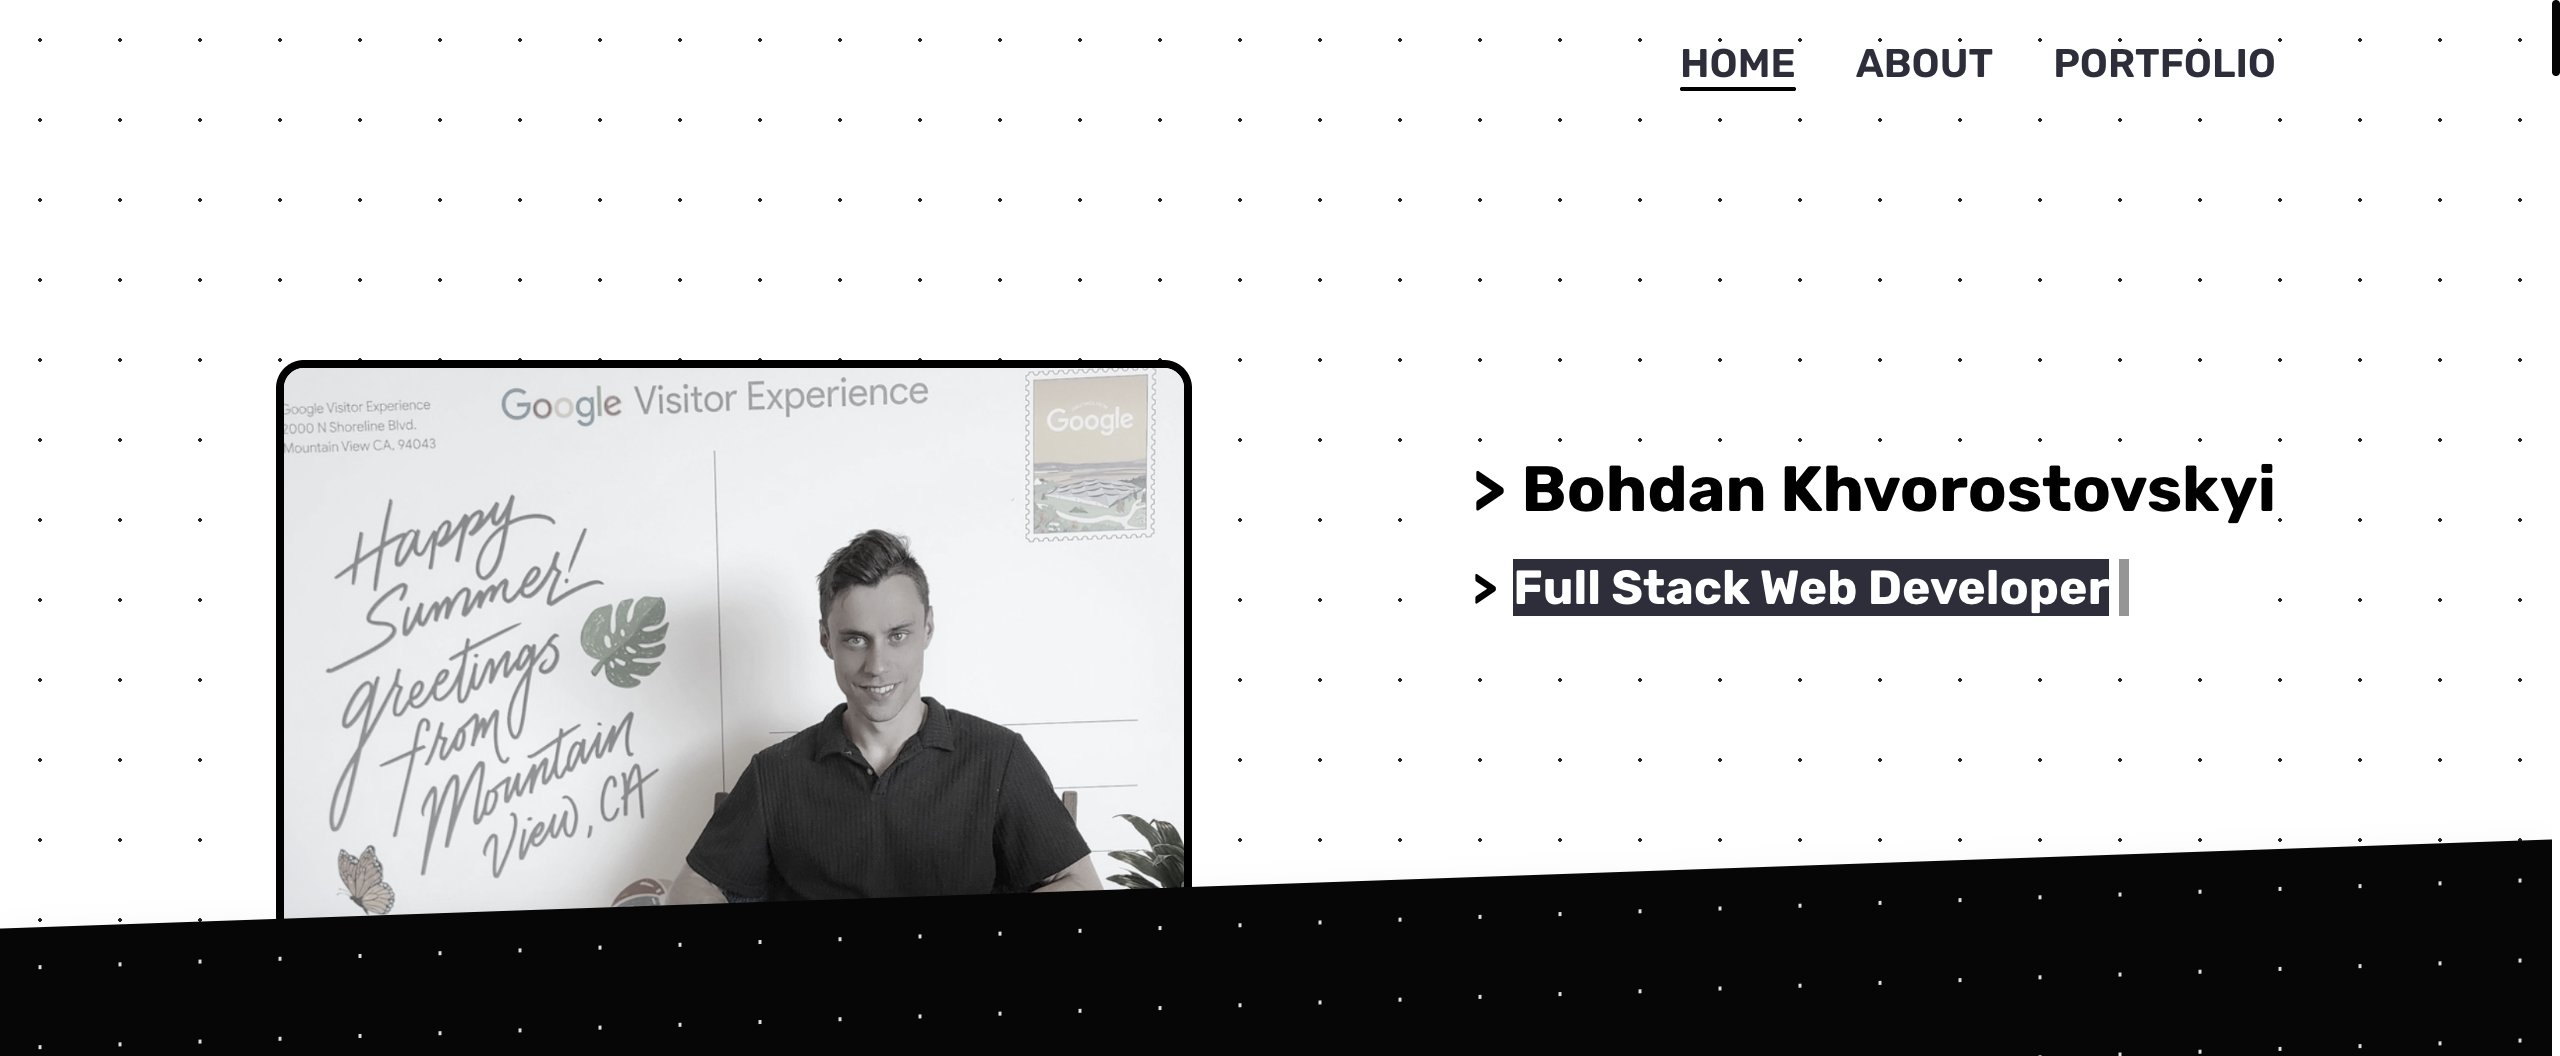 HOME ABOUT PORTFOLIO
Google Visitor Experience
2000 N Shoreline Blvd.
Mountain View CA, 94043
Google Visitor Experience
Google
Happy
Summer!
greetings
from
Mountain
View, CA
> Bohdan Khvorostovskyi
> Full Stack Web Developer